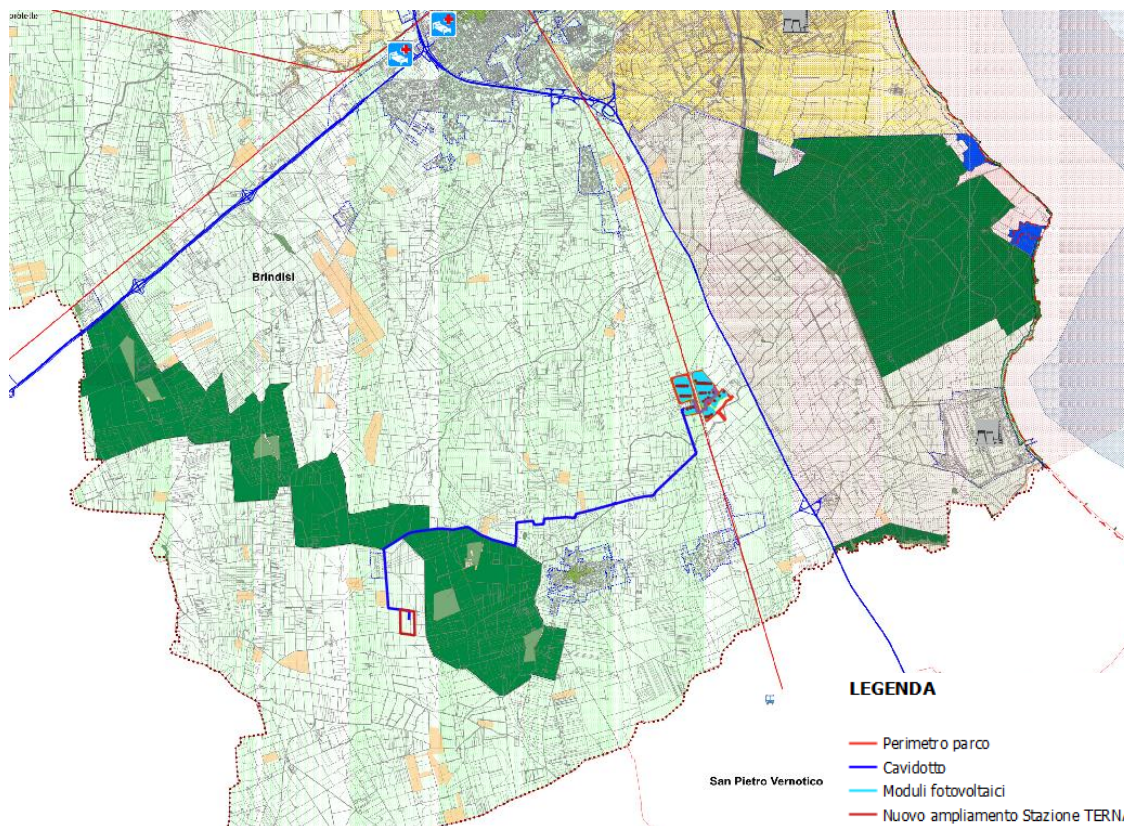 Brindisi
San Pietro Vernotico
LEGENDA
Perimetro parco
Cavidotto
Moduli fotovoltaici
Nuovo ampliamento Stazione TERNA